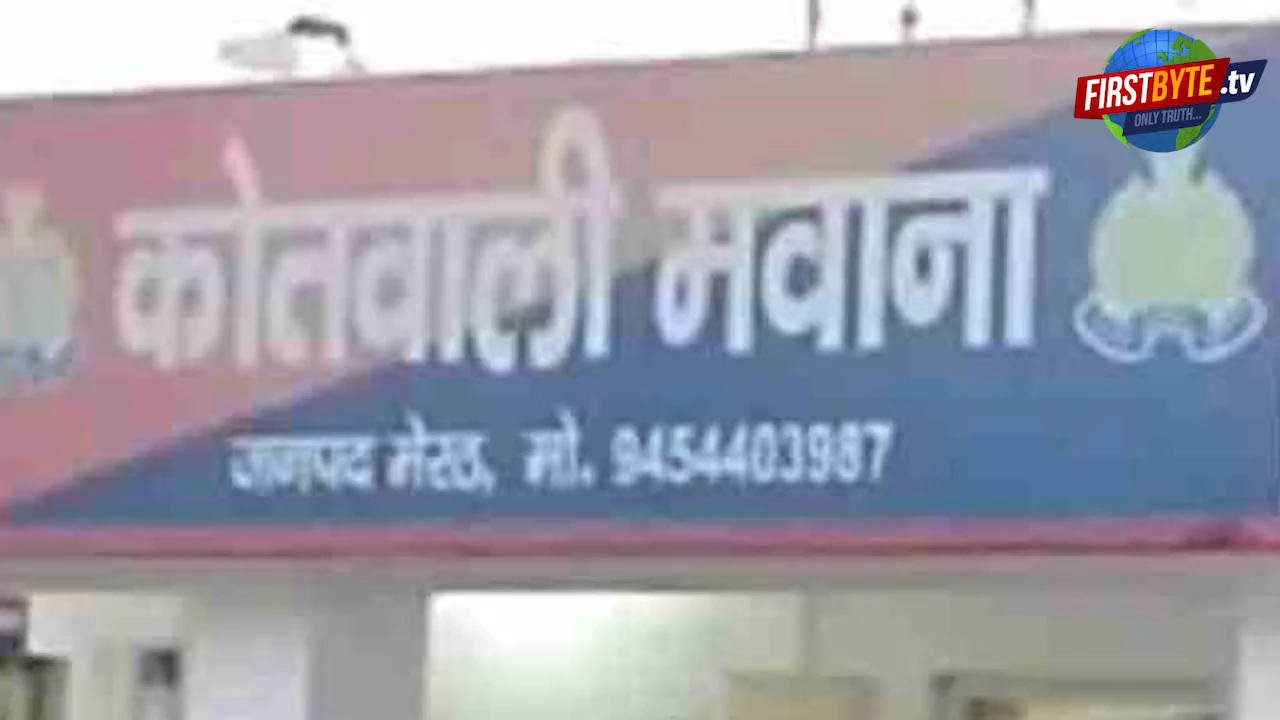 FIRSTBYTE.tv
ONLY TRUTH...
कोतवाली मवाना
जनपद मेरठ, मो. 9454403987